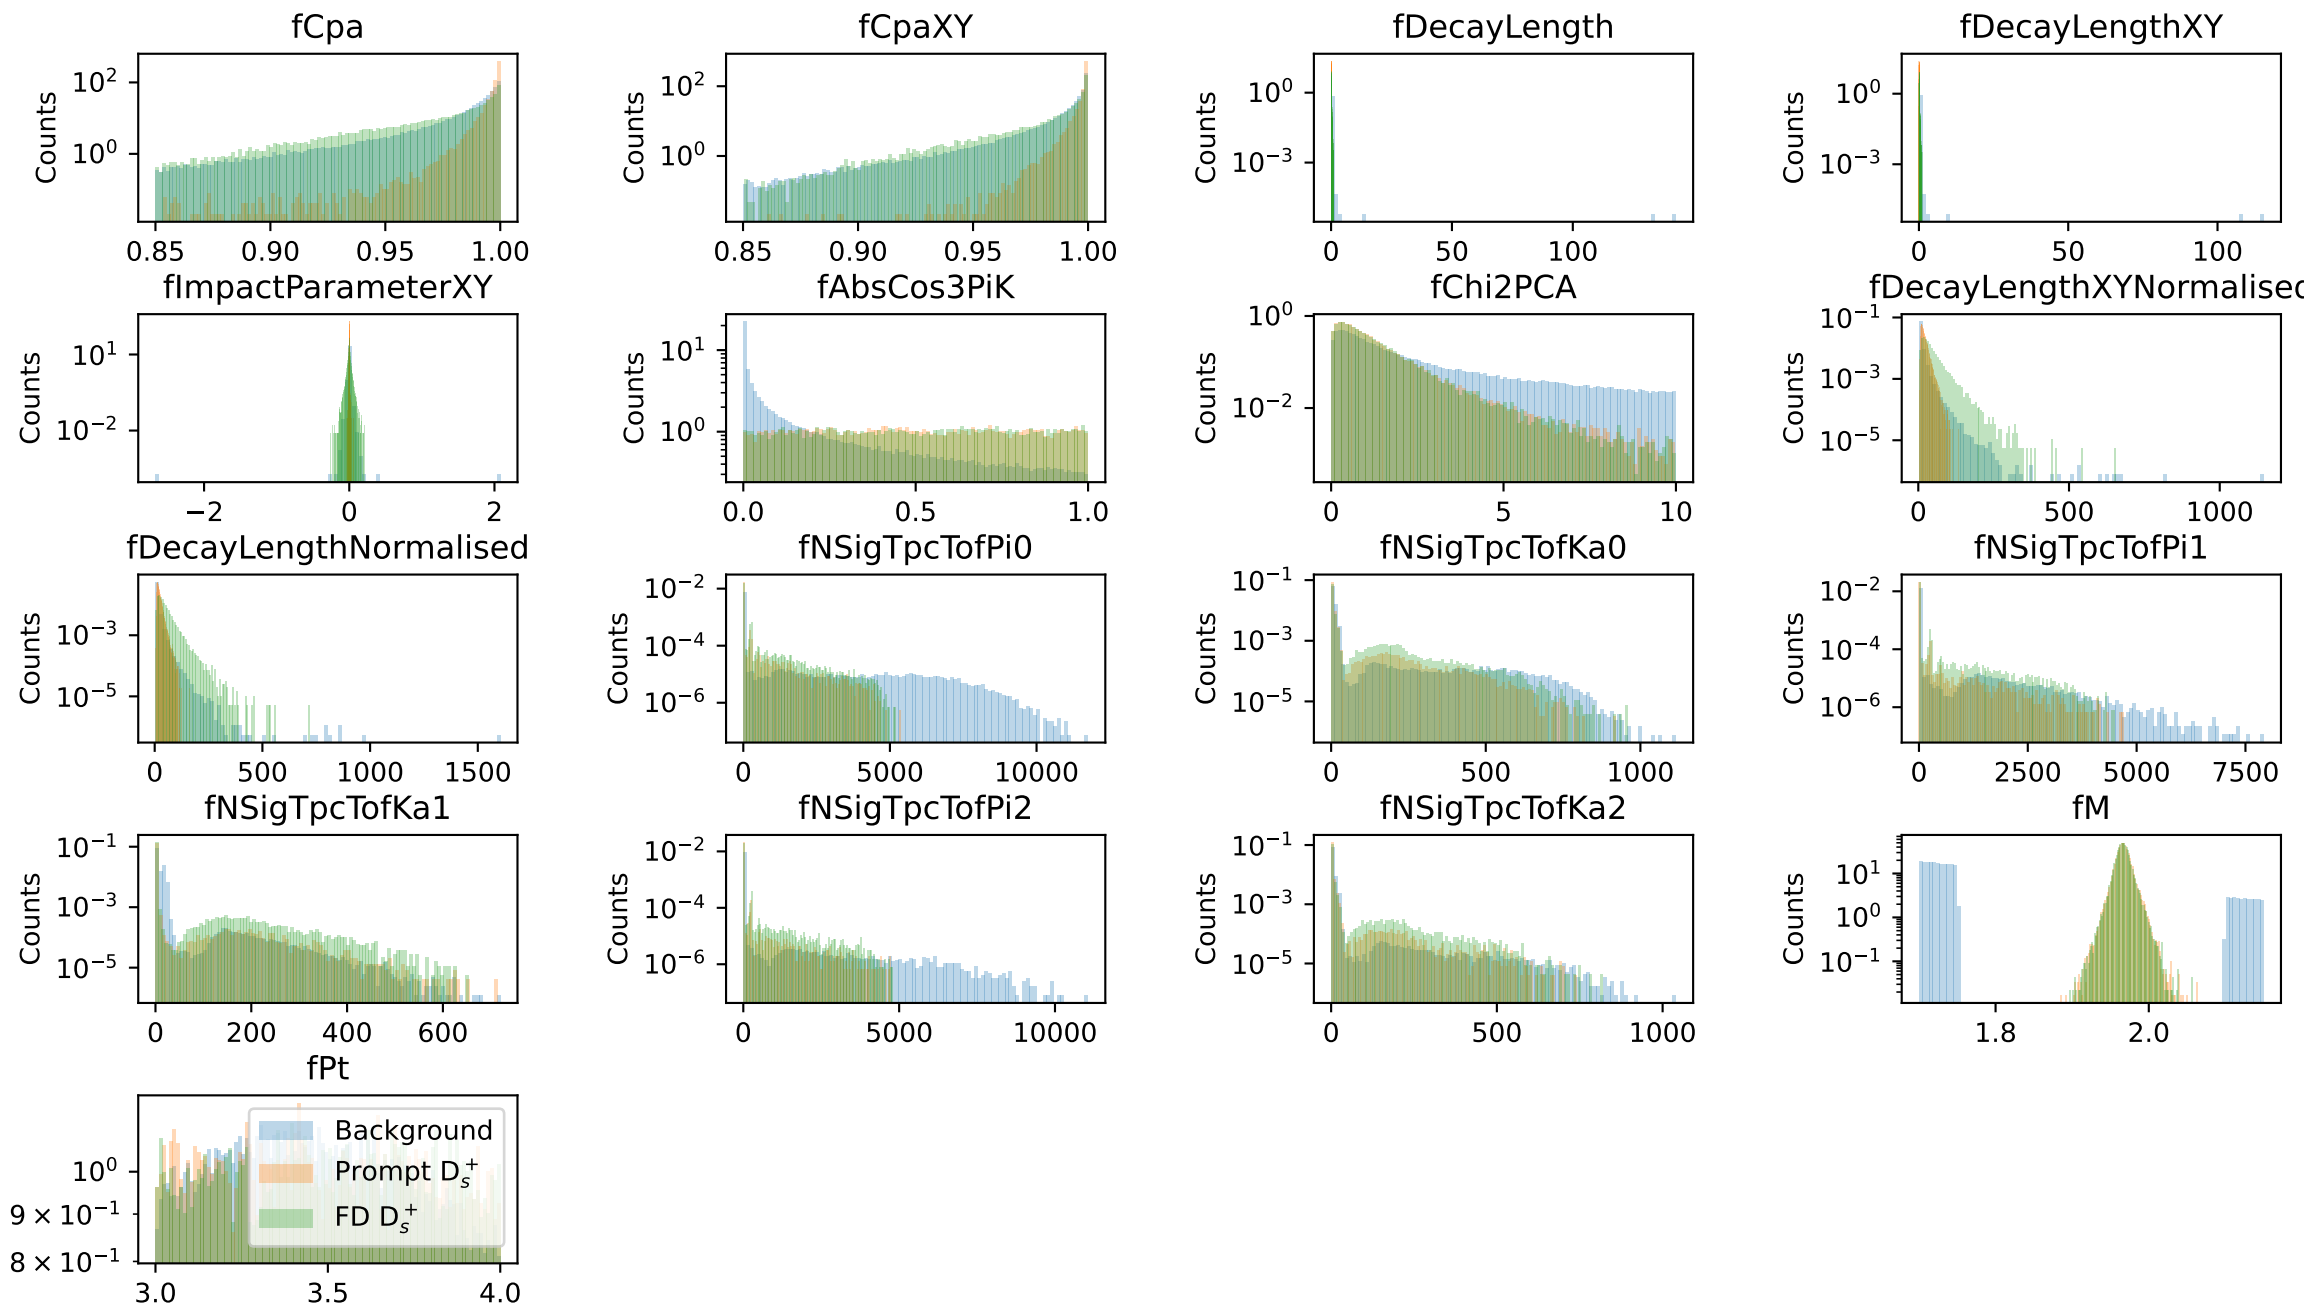 fCpa
fCpaXY
fDecayLength
fDecayLengthXY
Counts
10^2
10^0
0.85 0.90 0.95 1.00
Counts
10^2
10^0
0.85 0.90 0.95 1.00
Counts
10^0
10^−3
0 50 100
Counts
10^0
10^−3
0 50 100
fImpactParameterXY
fAbsCos3PiK
fChi2PCA
fDecayLengthXYNormalised
Counts
10^1
10^−2
−2 0 2
Counts
10^1
10^0
0.0 0.5 1.0
Counts
10^0
10^−2
0 5 10
Counts
10^−1
10^−3
10^−5
0 500 1000
fDecayLengthNormalised
fNSigTpcTofPi0
fNSigTpcTofKa0
fNSigTpcTofPi1
Counts
10^−3
10^−5
0 500 1000 1500
Counts
10^−2
10^−4
10^−6
0 5000 10000
Counts
10^−1
10^−3
10^−5
0 500 1000
Counts
10^−2
10^−4
10^−6
0 2500 5000 7500
fNSigTpcTofKa1
fNSigTpcTofPi2
fNSigTpcTofKa2
fM
Counts
10^−1
10^−3
10^−5
0 200 400 600
Counts
10^−2
10^−4
10^−6
0 5000 10000
Counts
10^−1
10^−3
10^−5
0 500 1000
Counts
10^1
10^0
10^−1
1.8 2.0
fPt
10^0
9 × 10^−1
8 × 10^−1
3.0 3.5 4.0
Background
Prompt D_s^+
FD D_s^+